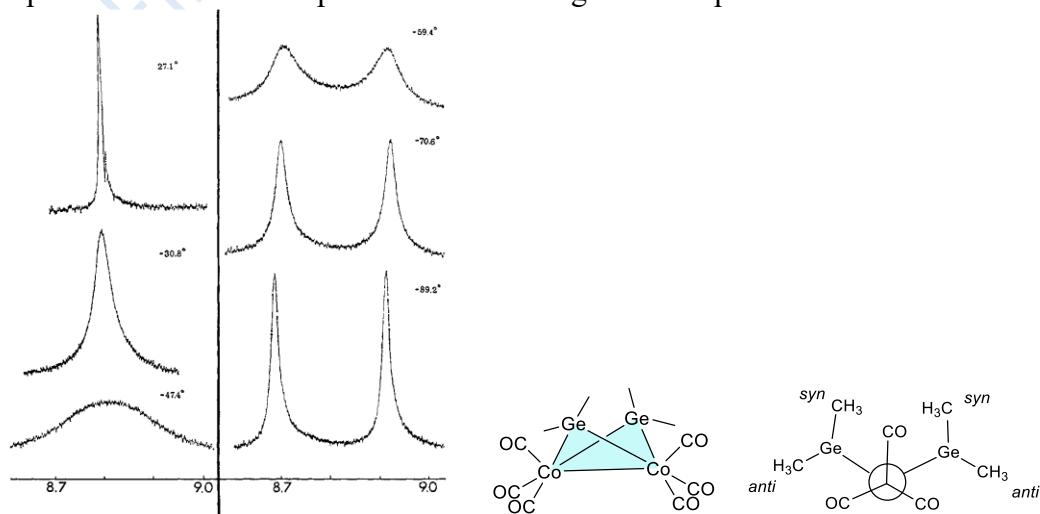 -59.4°
27.1°
-70.6°
-30.8°
-89.2°
-47.4°
8.7 9.0 8.7 9.0
Ge Ge
OC CO
Co Co
OC CO
OC CO
syn CH3 H3C syn
CO
Ge Ge
H3C CH3
anti anti
OC CO